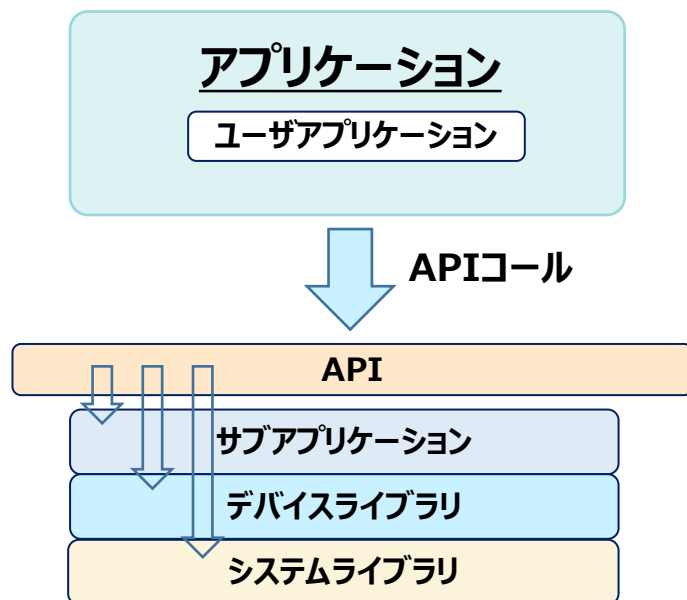 アプリケーション
ユーザアプリケーション
APIコール
API
サブアプリケーション
デバイスライブラリ
システムライブラリ